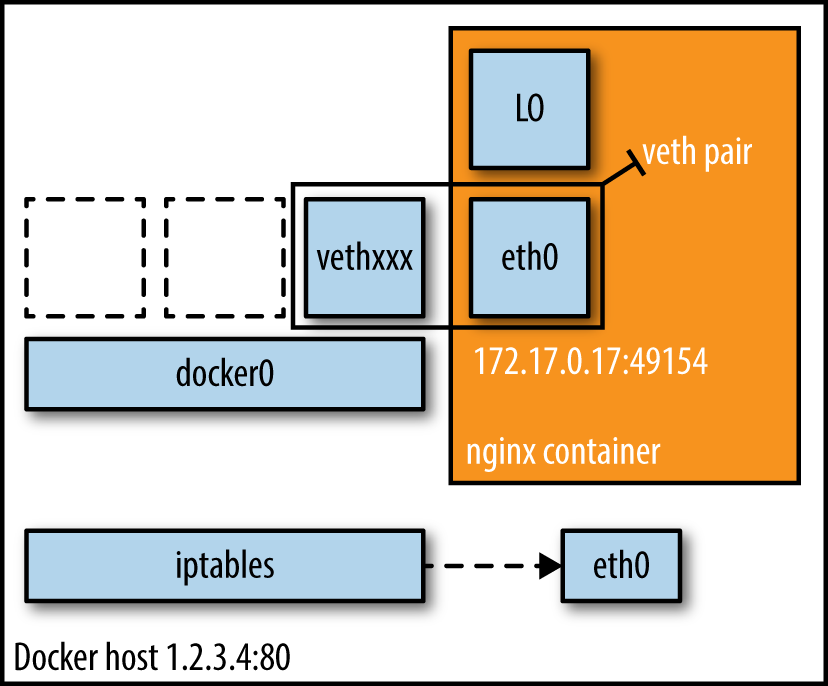 LO
veth pair
vethxxx
eth0
docker0
172.17.0.17:49154
nginx container
iptables
eth0
Docker host 1.2.3.4:80